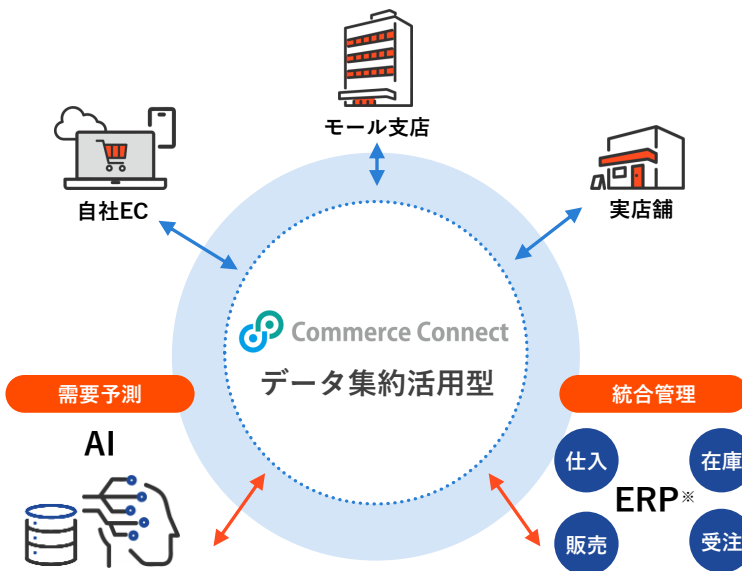 モール支店
自社EC
実店舗
Commerce Connect
データ集約活用型
需要予測
AI
統合管理
仕入
在庫
ERP※
販売
受注